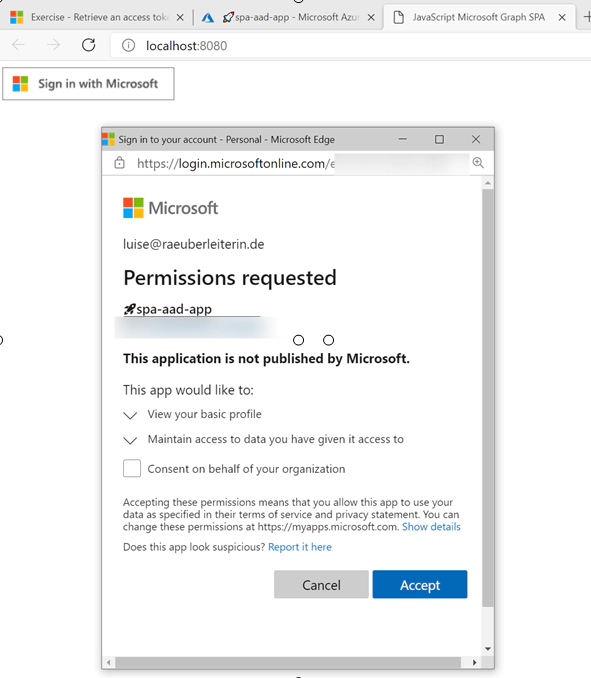 Exercise - Retrieve an access toke
🚀spa-aad-app - Microsoft Azu
JavaScript Microsoft Graph SPA
localhost:8080
Sign in with Microsoft
Sign in to your account - Personal - Microsoft Edge
https://login.microsoftonline.com/e
Microsoft
luise@raeuberleiterin.de
Permissions requested
🚀spa-aad-app
This application is not published by Microsoft.
This app would like to:
View your basic profile
Maintain access to data you have given it access to
Consent on behalf of your organization
Accepting these permissions means that you allow this app to use your
data as specified in their terms of service and privacy statement. You can
change these permissions at https://myapps.microsoft.com. Show details
Does this app look suspicious? Report it here
Cancel
Accept